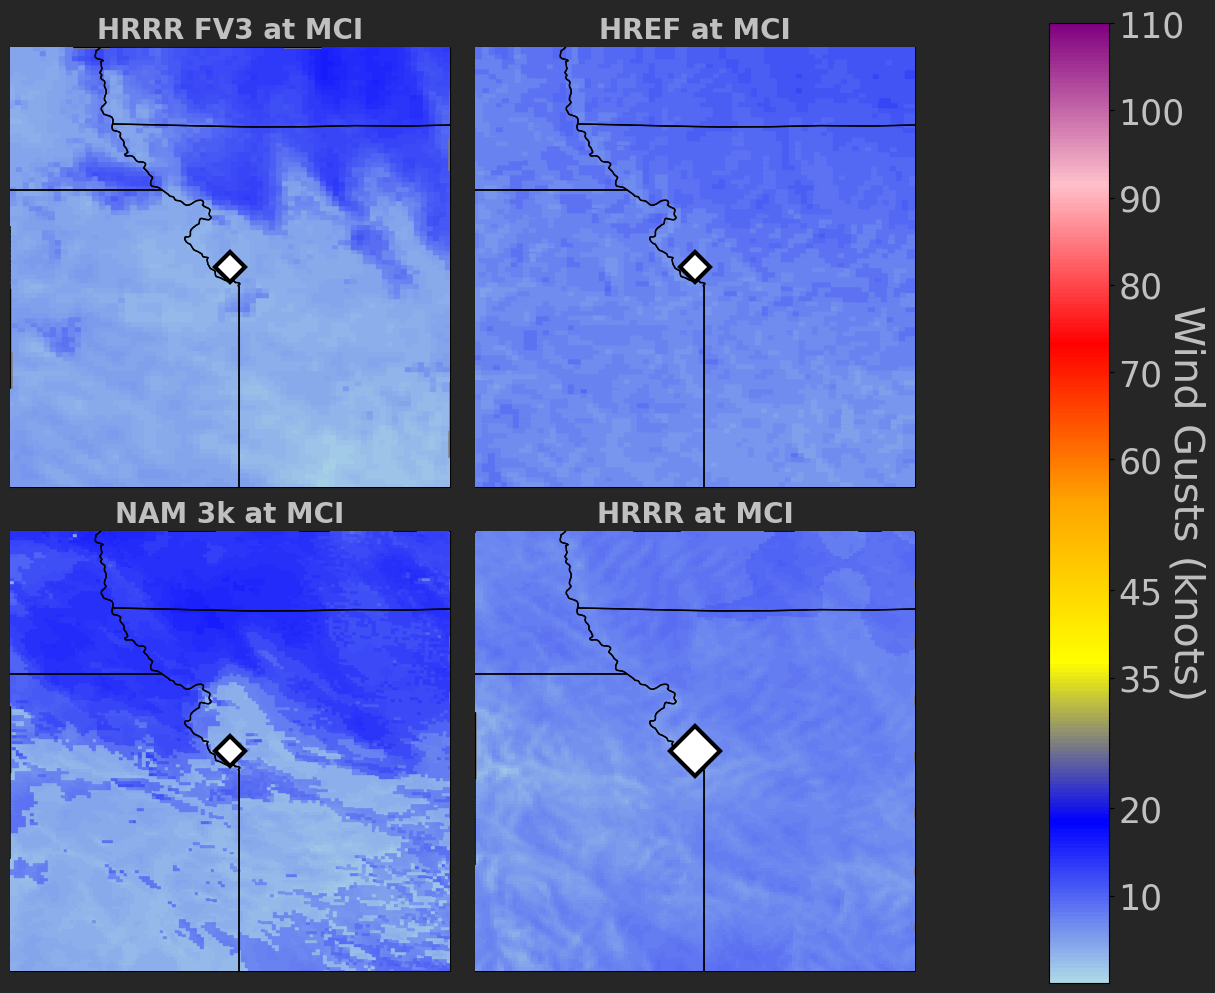 HRRR FV3 at MCI
HREF at MCI
NAM 3k at MCI
HRRR at MCI
110
100
90
80
70
60
45
35
20
10
Wind Gusts (knots)